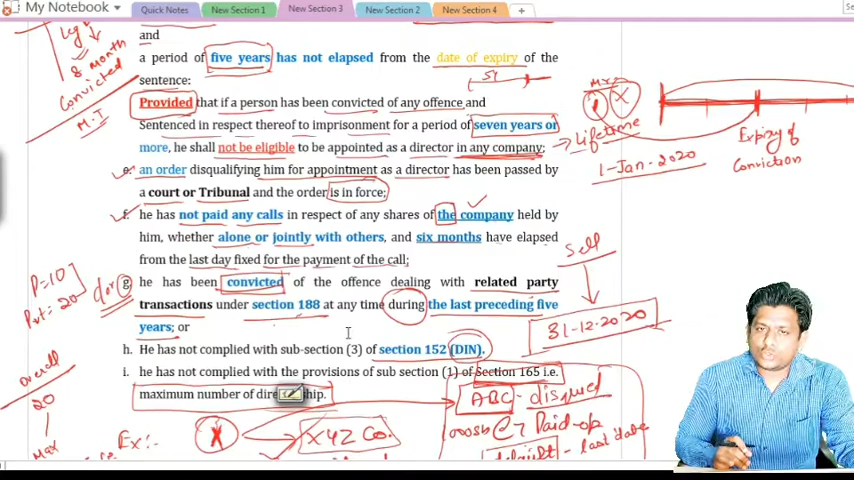 My Notebook
Quick Notes
New Section 1
New Section 3
New Section 2
New Section 4
and
a period of five years has not elapsed from the date of expiry of the
sentence:
Provided that if a person has been convicted of any offence and
Sentenced in respect thereof to imprisonment for a period of seven years or
more, he shall not be eligible to be appointed as a director in any company;
e. an order disqualifying him for appointment as a director has been passed by
a court or Tribunal and the order is in force;
f. he has not paid any calls in respect of any shares of the company held by
him, whether alone or jointly with others, and six months have elapsed
from the last day fixed for the payment of the call;
g he has been convicted of the offence dealing with related party
transactions under section 188 at any time during the last preceding five
years; or
h. He has not complied with sub-section (3) of section 152 (DIN).
i. he has not complied with the provisions of sub section (1) of Section 165 i.e.
maximum number of dire ship.
8 month
Convicted
M.T
5Y
Mr X
Lifetime
1-Jan-2020
Expiry of
Conviction
Sell
31-12-2020
P=10
Pvt=20
d or
Overall
20
Max
Ex:-
X
XYZ Co.
ABC - disqued
Paid-op
default - last date